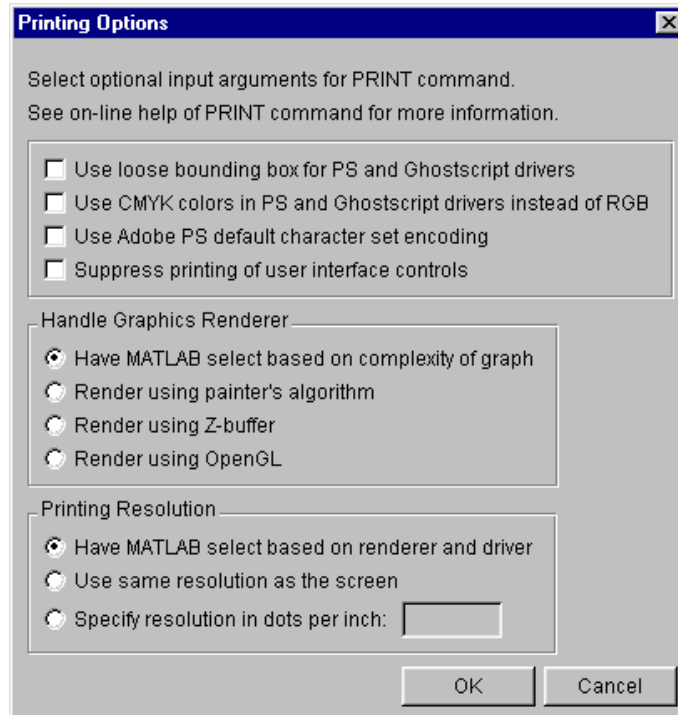 Printing Options
Select optional input arguments for PRINT command.
See on-line help of PRINT command for more information.
Use loose bounding box for PS and Ghostscript drivers
Use CMYK colors in PS and Ghostscript drivers instead of RGB
Use Adobe PS default character set encoding
Suppress printing of user interface controls
Handle Graphics Renderer
Have MATLAB select based on complexity of graph
Render using painter's algorithm
Render using Z-buffer
Render using OpenGL
Printing Resolution
Have MATLAB select based on renderer and driver
Use same resolution as the screen
Specify resolution in dots per inch:
OK Cancel